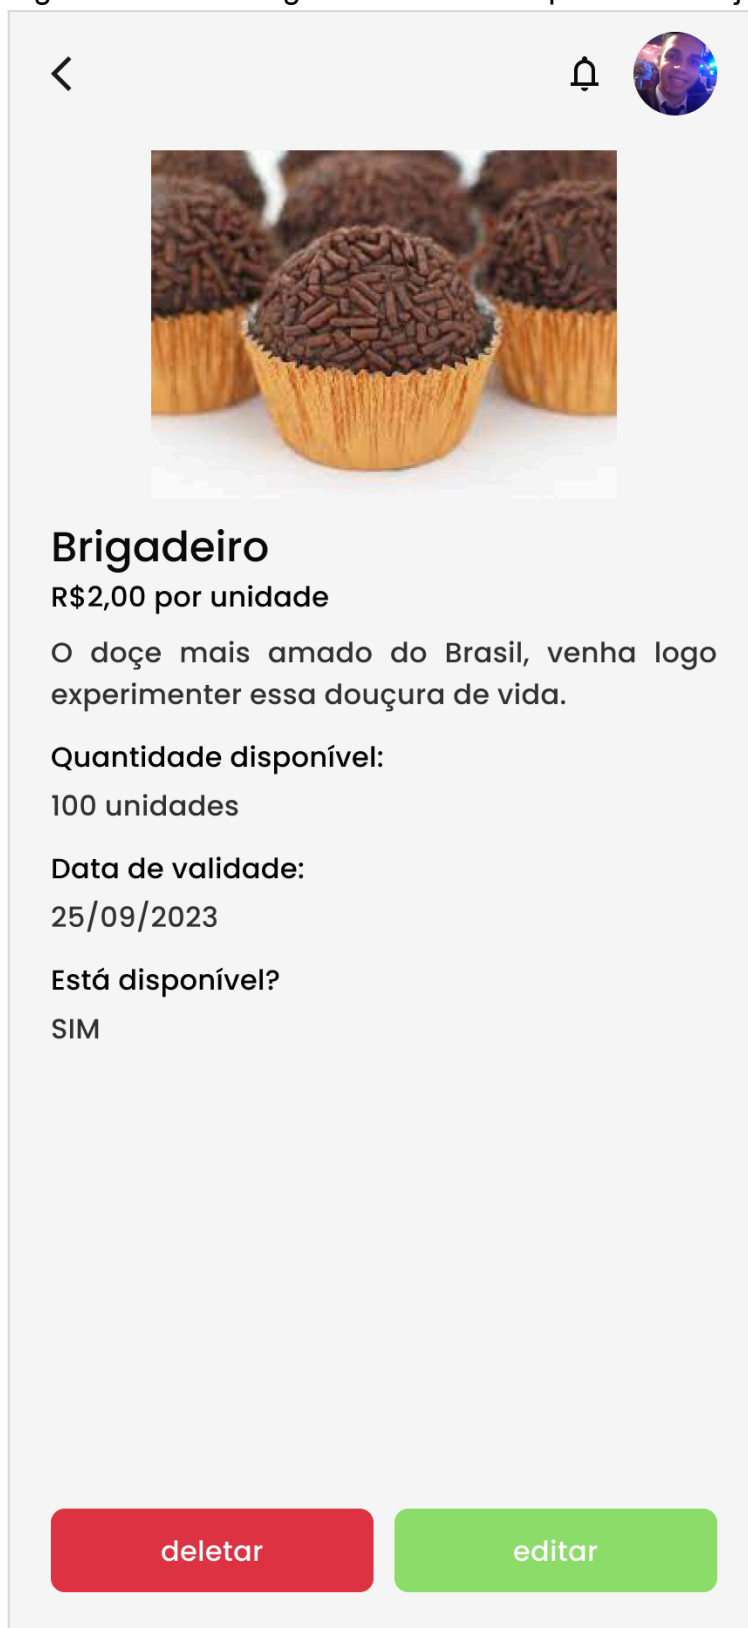 Brigadeiro
R$2,00 por unidade
O doçe mais amado do Brasil, venha logo
experimenter essa douçura de vida.
Quantidade disponível:
100 unidades
Data de validade:
25/09/2023
Está disponível?
SIM
deletar
editar